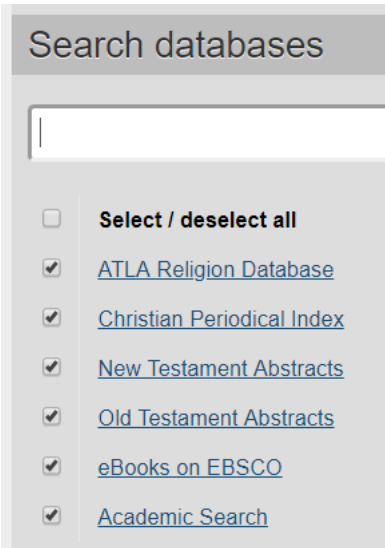 Search databases
Select / deselect all
ATLA Religion Database
Christian Periodical Index
New Testament Abstracts
Old Testament Abstracts
eBooks on EBSCO
Academic Search